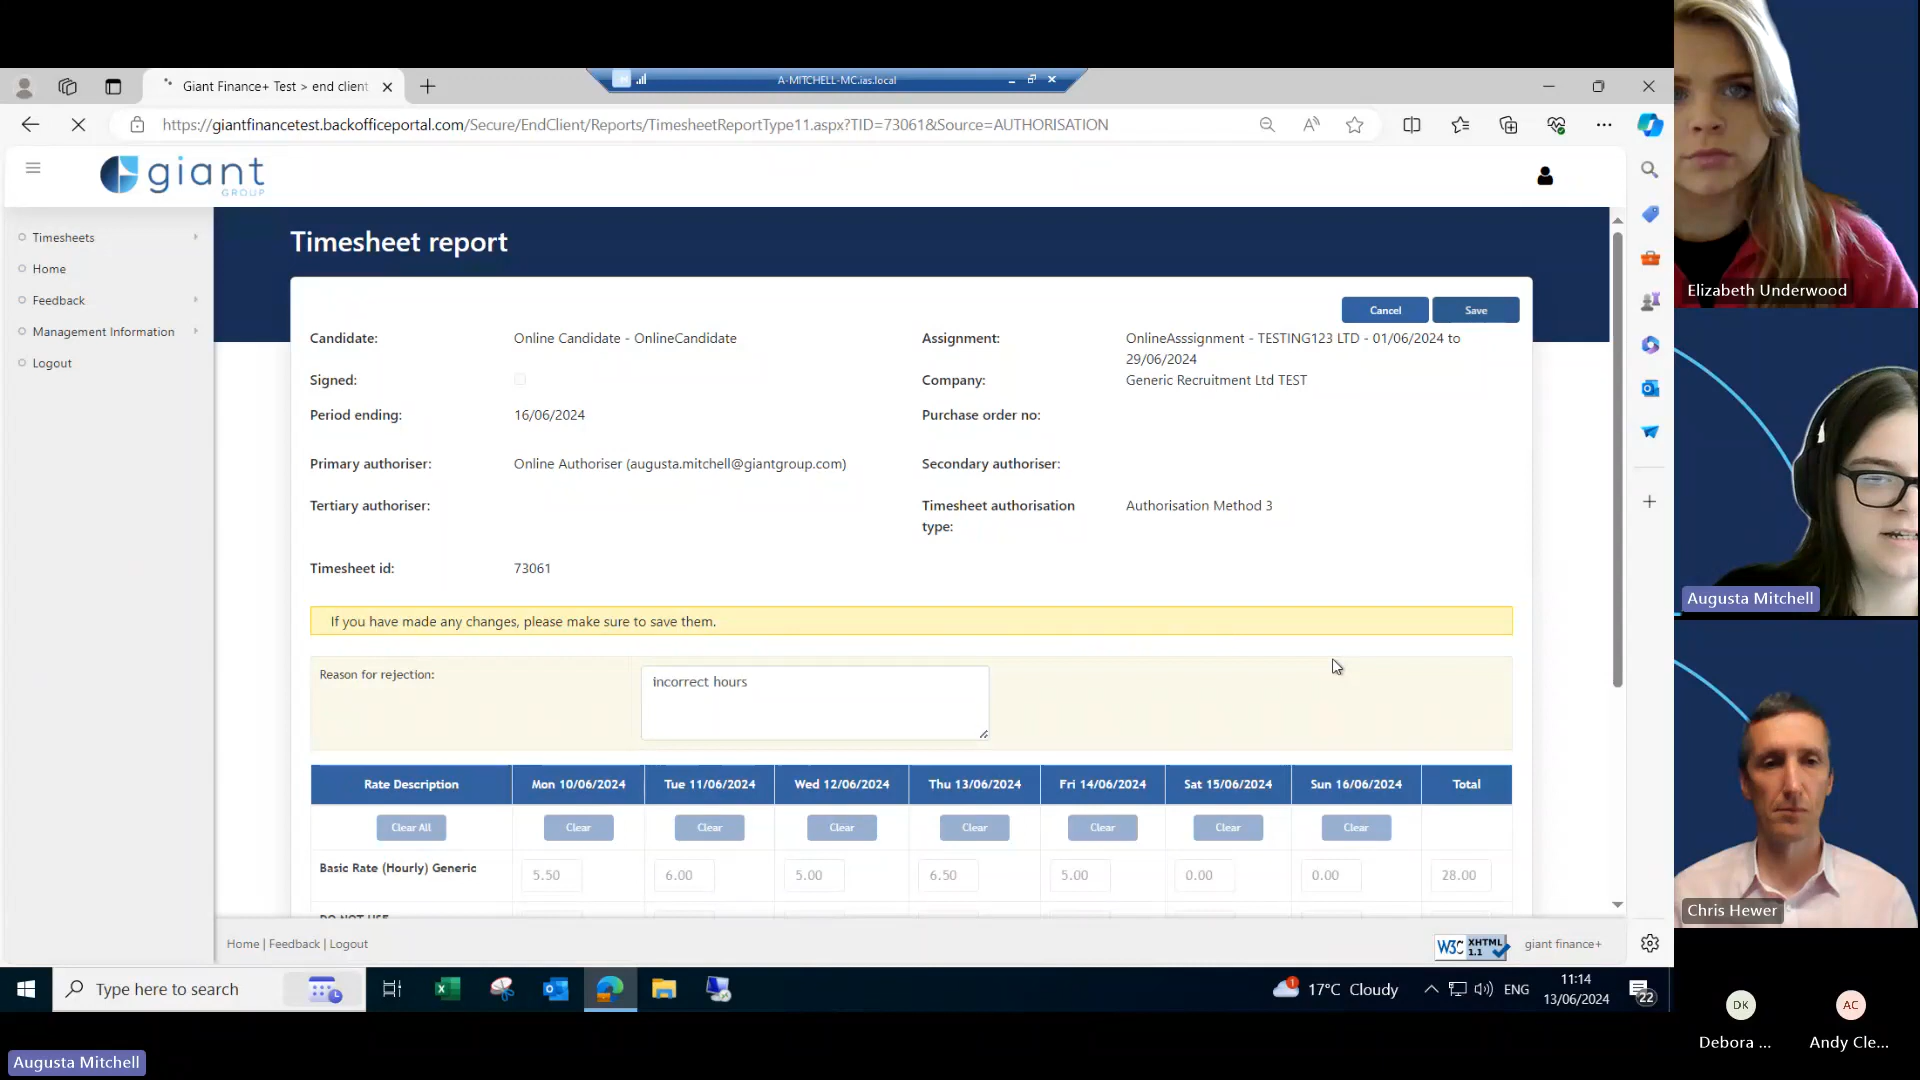 Giant Finance+ Test > end client
A-MITCHELL-MC.ias.local
https://giantfinancetest.backofficeportal.com/Secure/EndClient/Reports/TimesheetReportType11.aspx?TID=73061&Source=AUTHORISATION
giant
GROUP
Timesheets
Home
Feedback
Management Information
Logout
Timesheet report
Cancel
Save
Candidate:
Online Candidate - OnlineCandidate
Assignment:
OnlineAsssignment - TESTING123 LTD - 01/06/2024 to
29/06/2024
Signed:
Company:
Generic Recruitment Ltd TEST
Period ending:
16/06/2024
Purchase order no:
Primary authoriser:
Online Authoriser (augusta.mitchell@giantgroup.com)
Secondary authoriser:
Tertiary authoriser:
Timesheet authorisation
type:
Authorisation Method 3
Timesheet id:
73061
If you have made any changes, please make sure to save them.
Reason for rejection:
incorrect hours
Rate Description Mon 10/06/2024 Tue 11/06/2024 Wed 12/06/2024 Thu 13/06/2024 Fri 14/06/2024 Sat 15/06/2024 Sun 16/06/2024 Total
Clear All Clear Clear Clear Clear Clear Clear Clear
Basic Rate (Hourly) Generic 5.50 6.00 5.00 6.50 5.00 0.00 0.00 28.00
DO NOT USE
Home | Feedback | Logout
W3C XHTML 1.1
giant finance+
Type here to search
17°C Cloudy
ENG
11:14
13/06/2024
22
Elizabeth Underwood
Augusta Mitchell
Chris Hewer
DK
AC
Debora ...
Andy Cle...
Augusta Mitchell